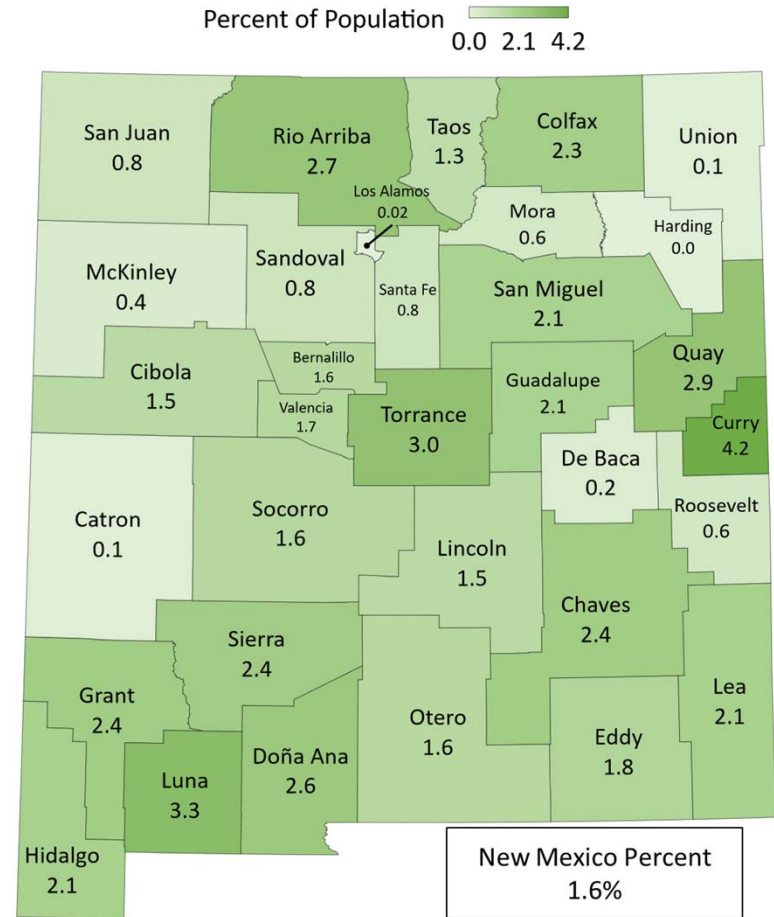 Percent of Population
0.0 2.1 4.2
San Juan
0.8
Rio Arriba
2.7
Taos
1.3
Colfax
2.3
Union
0.1
Los Alamos
0.02
Mora
0.6
Harding
0.0
McKinley
0.4
Sandoval
0.8
Santa Fe
0.8
San Miguel
2.1
Quay
2.9
Cibola
1.5
Bernalillo
1.6
Valencia
1.7
Torrance
3.0
Guadalupe
2.1
Curry
4.2
De Baca
0.2
Roosevelt
0.6
Catron
0.1
Socorro
1.6
Lincoln
1.5
Chaves
2.4
Sierra
2.4
Grant
2.4
Lea
2.1
Otero
1.6
Eddy
1.8
Doña Ana
2.6
Luna
3.3
Hidalgo
2.1
New Mexico Percent
1.6%